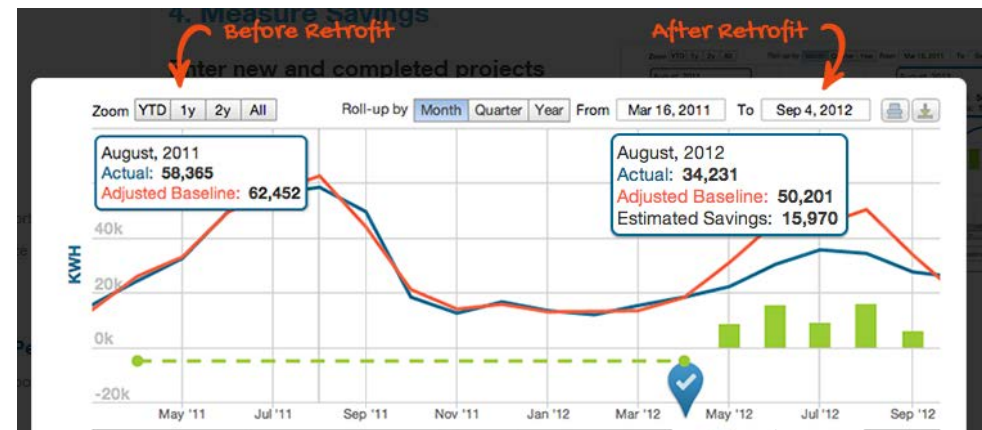 4. Measure Savings
Before Retrofit
After Retrofit
Enter new and completed projects
Zoom YTD 1y 2y All Roll-up by Month Quarter Year From Mar 16, 2011 To Sep 4, 2012
August, 2011
Actual: 58,365
Adjusted Baseline: 62,452
August, 2012
Actual: 34,231
Adjusted Baseline: 50,201
Estimated Savings: 15,970
KWH
40k
20k
0k
-20k
May '11 Jul '11 Sep '11 Nov '11 Jan '12 Mar '12 May '12 Jul '12 Sep '12